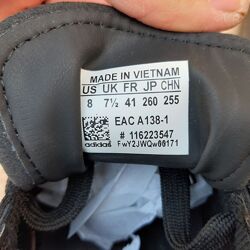 MADE IN VIETNAM
US UK FR JP CHN
8 7½ 41 260 255
EAC A138-1
# 116223547
adidas FwY2JWQw66171